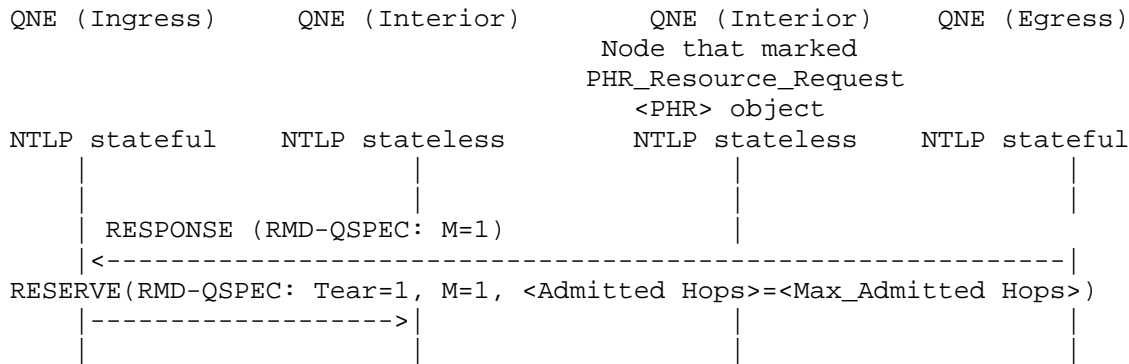 QNE (Ingress)     QNE (Interior)        QNE (Interior)    QNE (Egress)
Node that marked
PHR_Resource_Request
<PHR> object
NTLP stateful    NTLP stateless        NTLP stateless    NTLP stateful
RESPONSE (RMD-QSPEC: M=1)
RESERVE(RMD-QSPEC: Tear=1, M=1, <Admitted Hops>=<Max_Admitted Hops>)